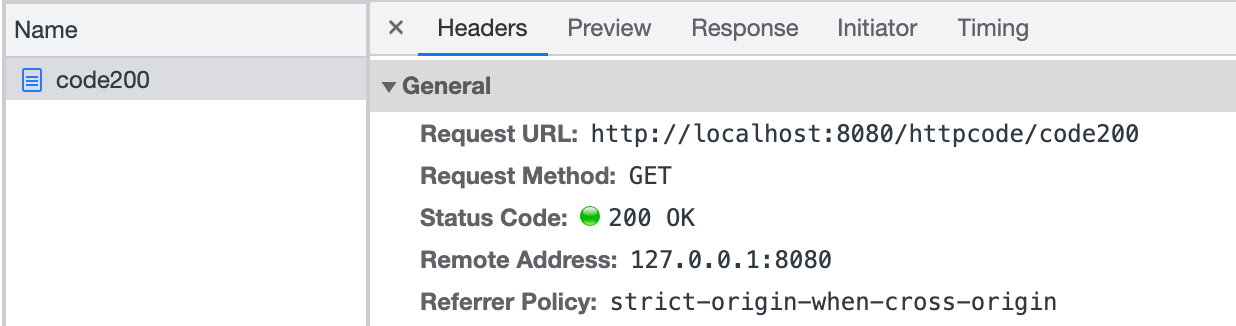 Name
× Headers Preview Response Initiator Timing
code200
▼ General
Request URL: http://localhost:8080/httpcode/code200
Request Method: GET
Status Code: 200 OK
Remote Address: 127.0.0.1:8080
Referrer Policy: strict-origin-when-cross-origin